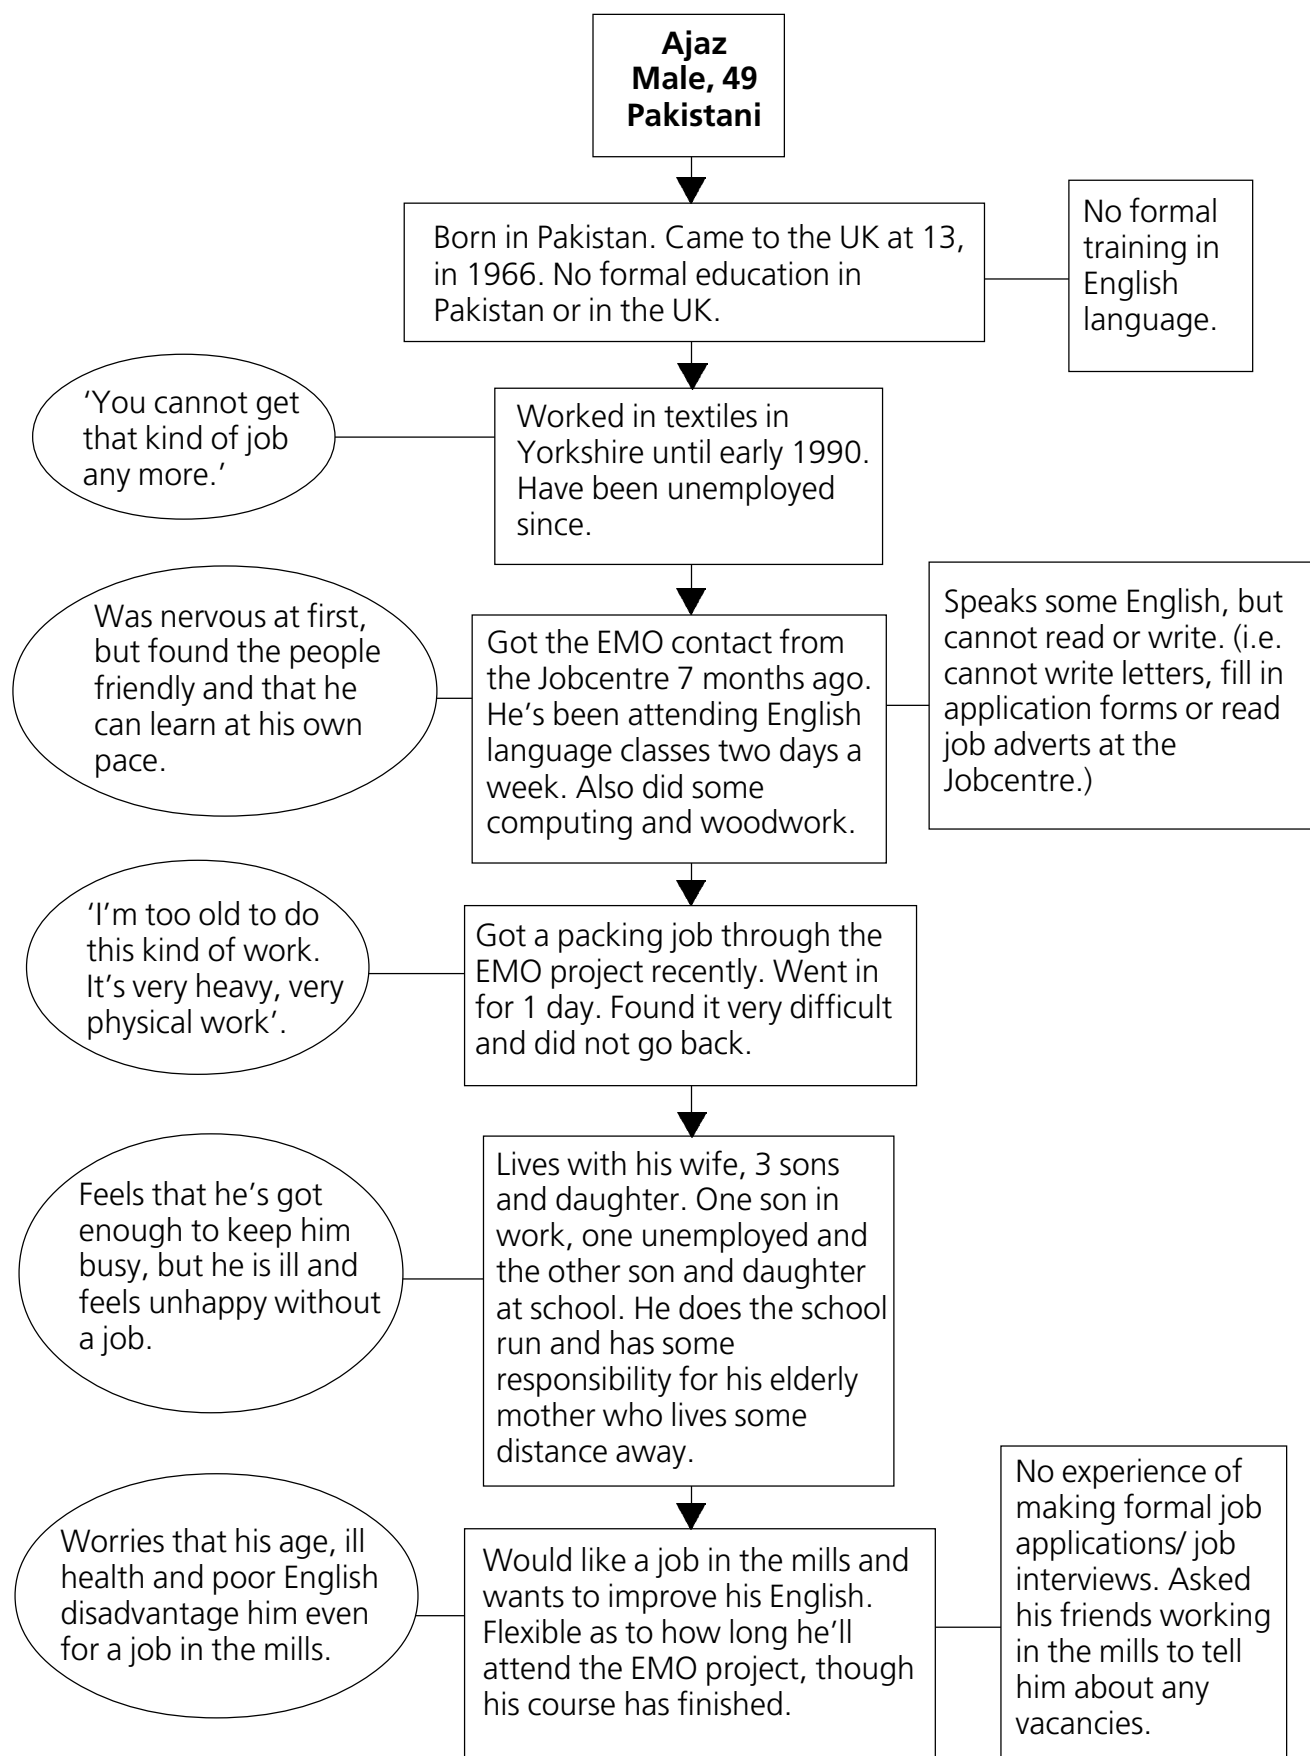 Ajaz
Male, 49
Pakistani
Born in Pakistan. Came to the UK at 13,
in 1966. No formal education in
Pakistan or in the UK.
No formal
training in
English
language.
‘You cannot get
that kind of job
any more.’
Worked in textiles in
Yorkshire until early 1990.
Have been unemployed
since.
Was nervous at first,
but found the people
friendly and that he
can learn at his own
pace.
Got the EMO contact from
the Jobcentre 7 months ago.
He’s been attending English
language classes two days a
week. Also did some
computing and woodwork.
Speaks some English, but
cannot read or write. (i.e.
cannot write letters, fill in
application forms or read
job adverts at the
Jobcentre.)
‘I’m too old to do
this kind of work.
It’s very heavy, very
physical work’.
Got a packing job through the
EMO project recently. Went in
for 1 day. Found it very difficult
and did not go back.
Feels that he’s got
enough to keep him
busy, but he is ill and
feels unhappy without
a job.
Lives with his wife, 3 sons
and daughter. One son in
work, one unemployed and
the other son and daughter
at school. He does the school
run and has some
responsibility for his elderly
mother who lives some
distance away.
Worries that his age, ill
health and poor English
disadvantage him even
for a job in the mills.
Would like a job in the mills and
wants to improve his English.
Flexible as to how long he’ll
attend the EMO project, though
his course has finished.
No experience of
making formal job
applications/ job
interviews. Asked
his friends working
in the mills to tell
him about any
vacancies.